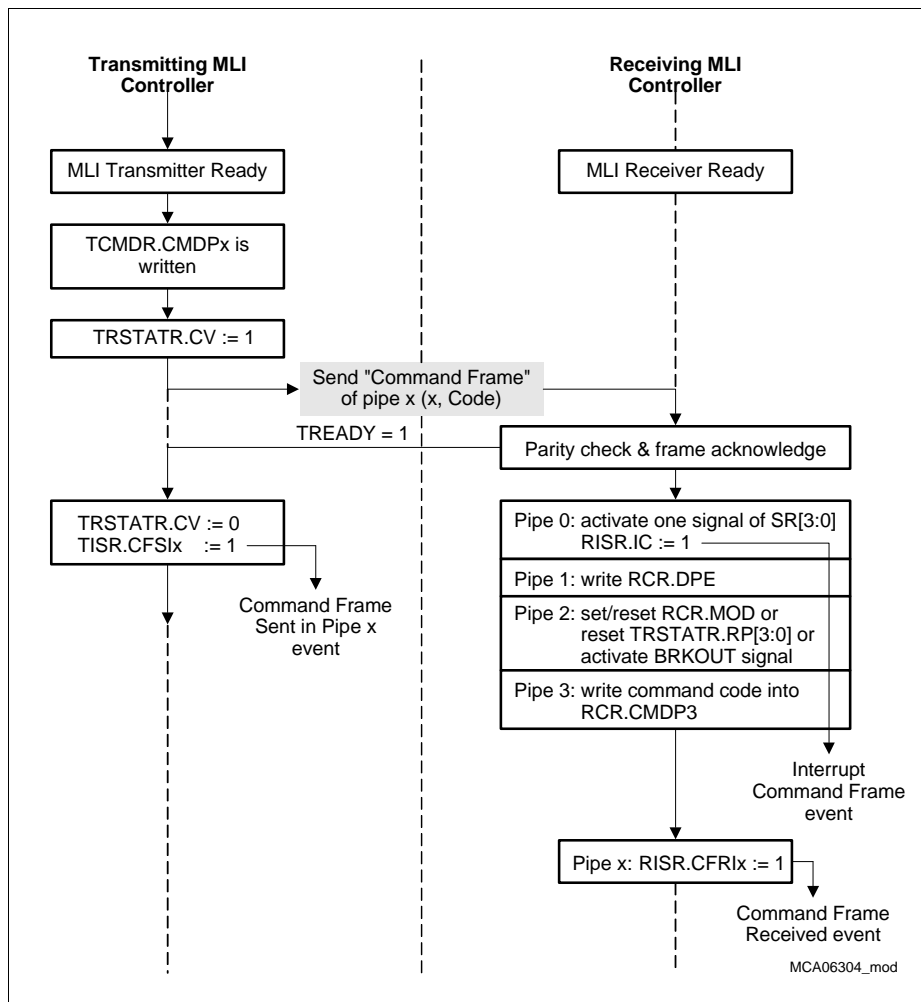 Transmitting MLI
Controller
Receiving MLI
Controller
MLI Transmitter Ready
MLI Receiver Ready
TCMDR.CMDPx is
written
TRSTATR.CV := 1
Send "Command Frame"
of pipe x (x, Code)
TREADY = 1
Parity check & frame acknowledge
TRSTATR.CV := 0
TISR.CFSIx := 1
Command Frame
Sent in Pipe x
event
Pipe 0: activate one signal of SR[3:0]
RISR.IC := 1
Pipe 1: write RCR.DPE
Pipe 2: set/reset RCR.MOD or
reset TRSTATR.RP[3:0] or
activate BRKOUT signal
Pipe 3: write command code into
RCR.CMDP3
Interrupt
Command Frame
event
Pipe x: RISR.CFRIx := 1
Command Frame
Received event
MCA06304_mod